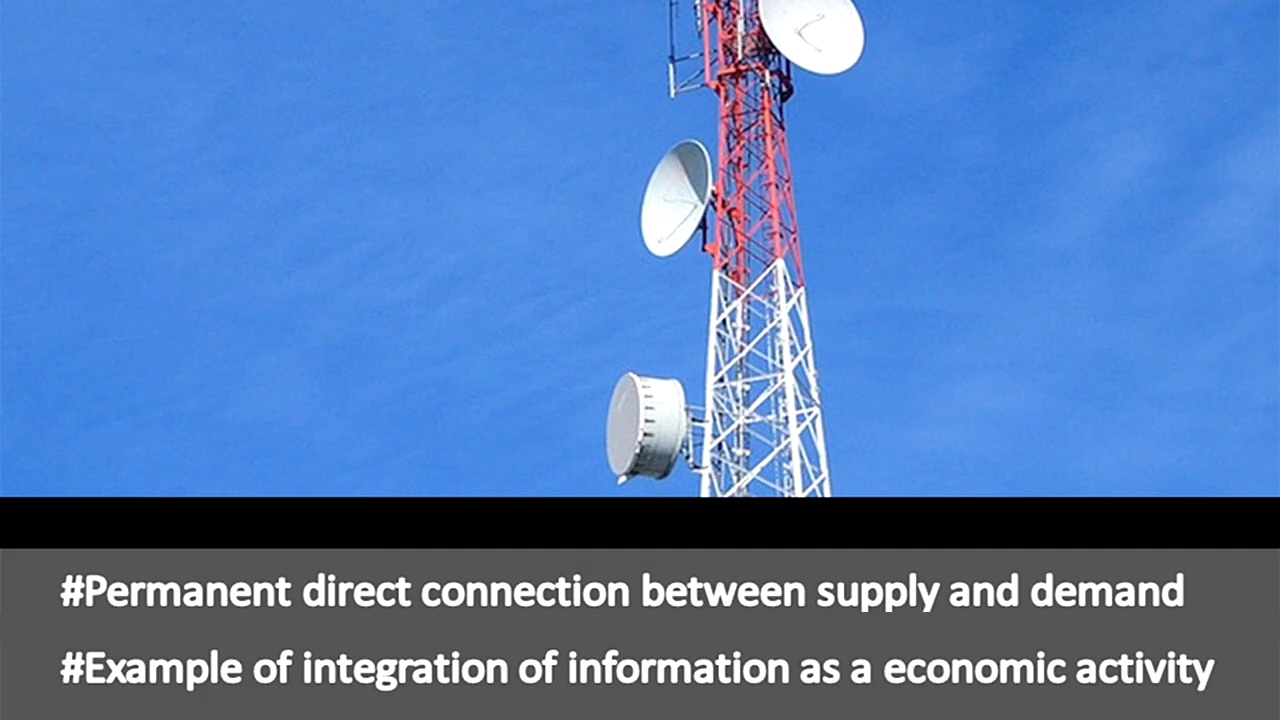 #Permanent direct connection between supply and demand
#Example of integration of information as a economic activity